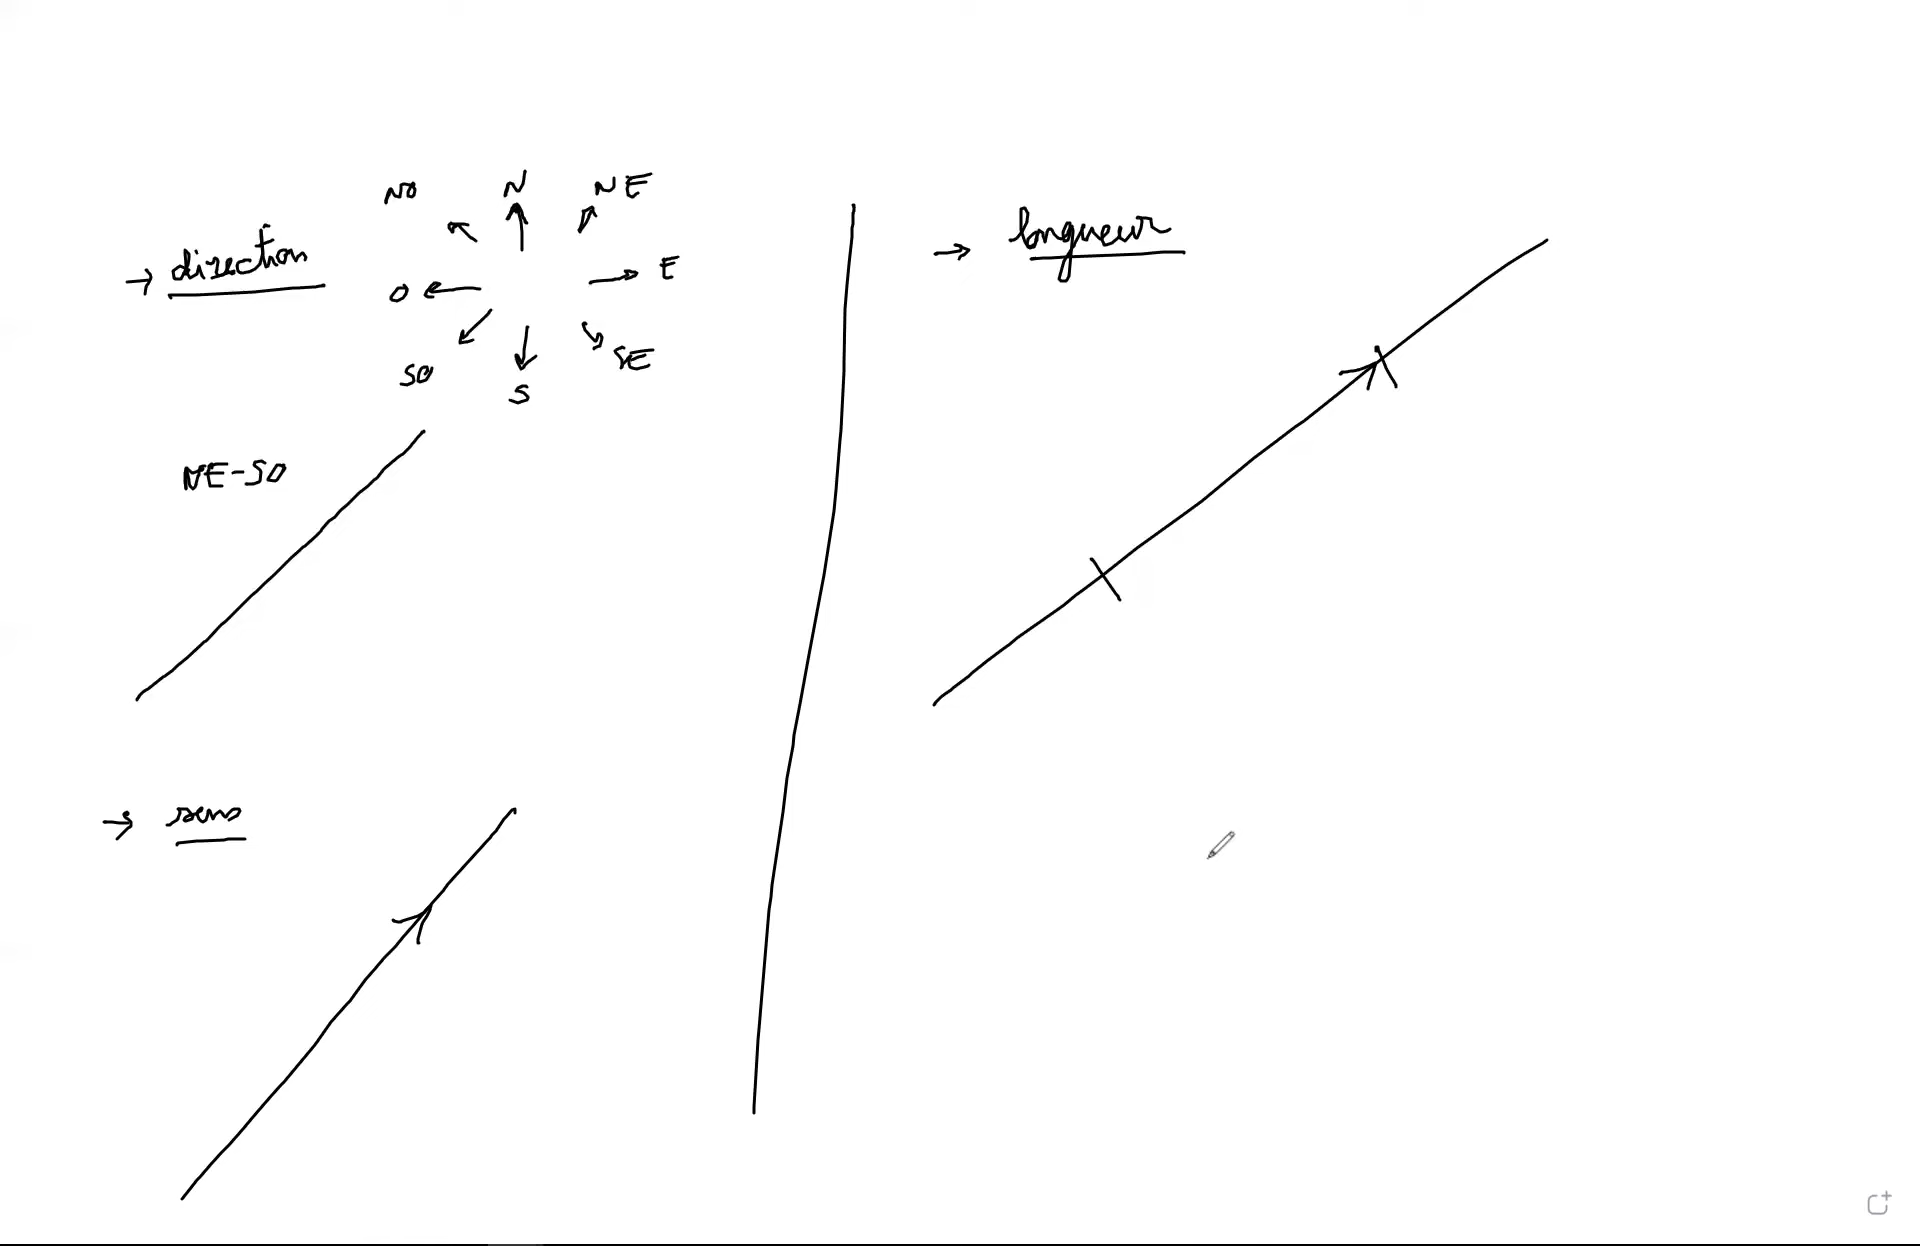 NO N NE
→ direction
O E
SO SE
S
NE-SO
→ sens
→ longueur